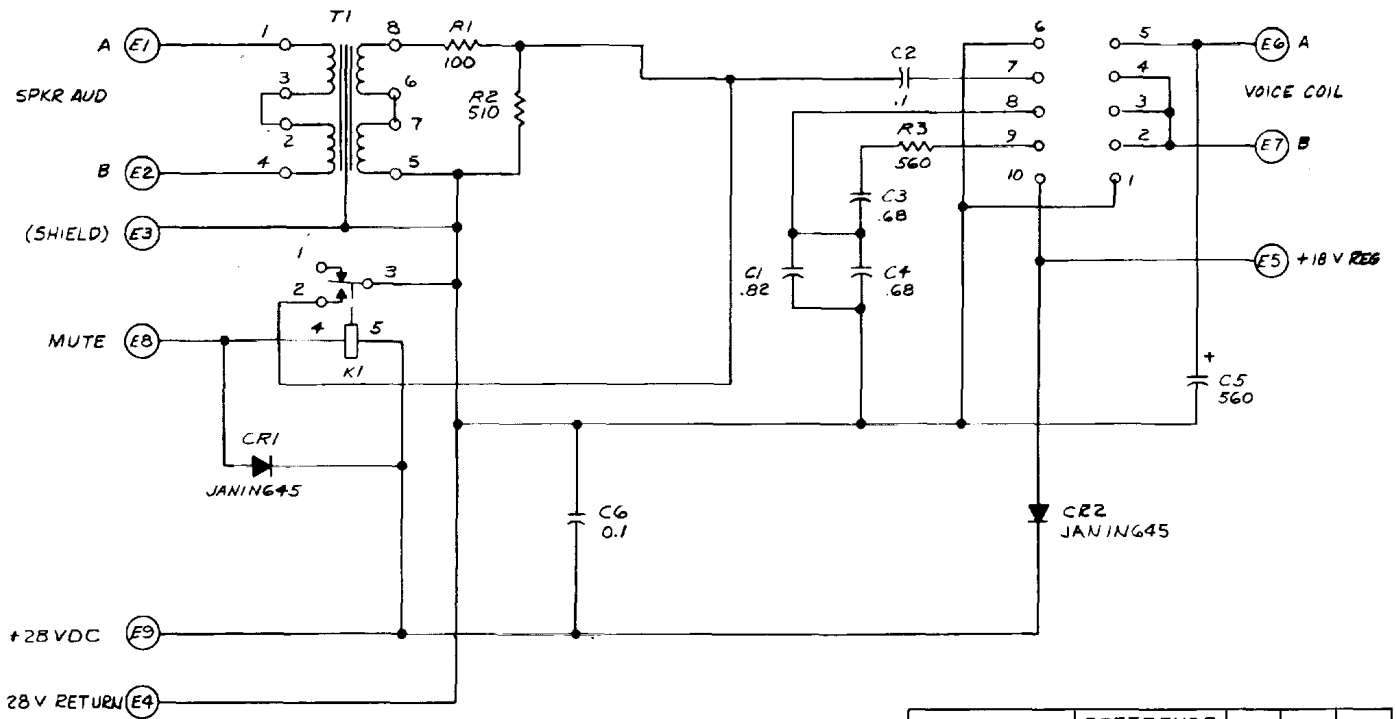 T1
A E1
1
8
R1
100
3
6
SPKR AUD
2
7
R2
510
B E2
4
5
(SHIELD) E3
1
3
2
4
5
MUTE E8
K1
CR1
JAN1N645
C6
0.1
+28 VDC E9
28 V RETURN E4
C2
.1
6
7
8
9
10
5
4
3
2
1
R3
560
C3
.68
C1
.82
C4
.68
E6 A
VOICE COIL
E7 B
E5 +18 V REG
+
C5
560
CR2
JAN1N645